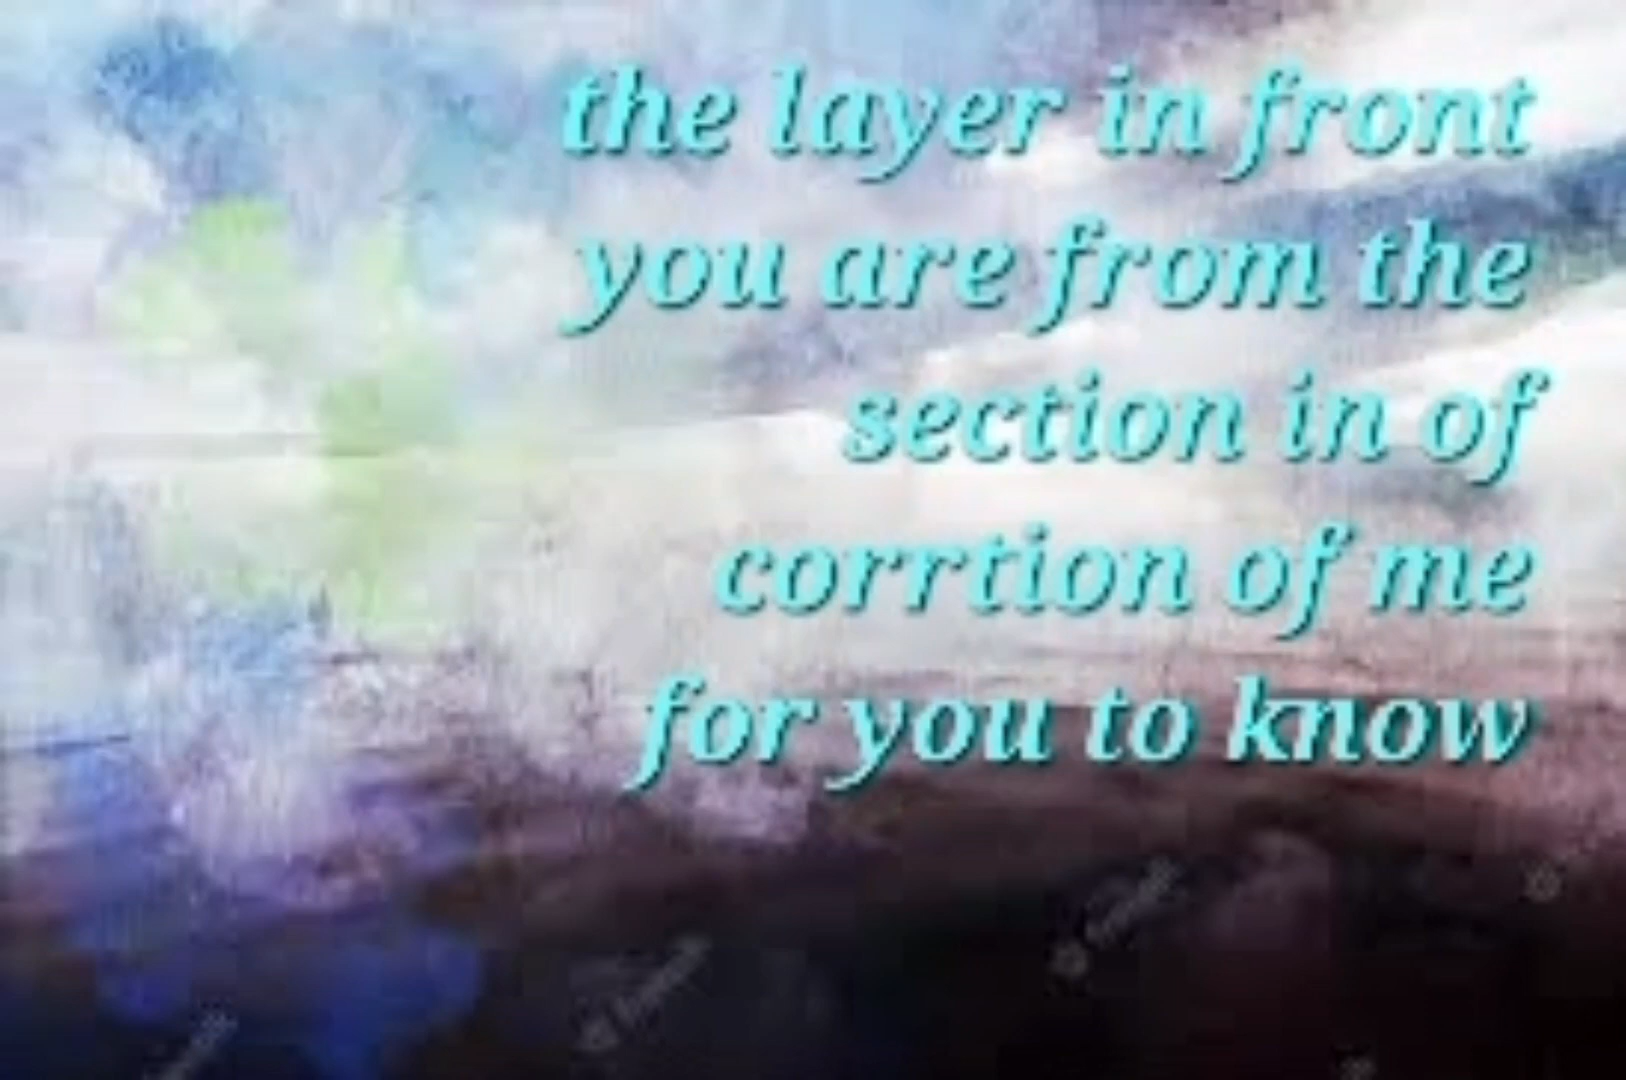 the layer in front
you are from the
section in of
corrtion of me
for you to know